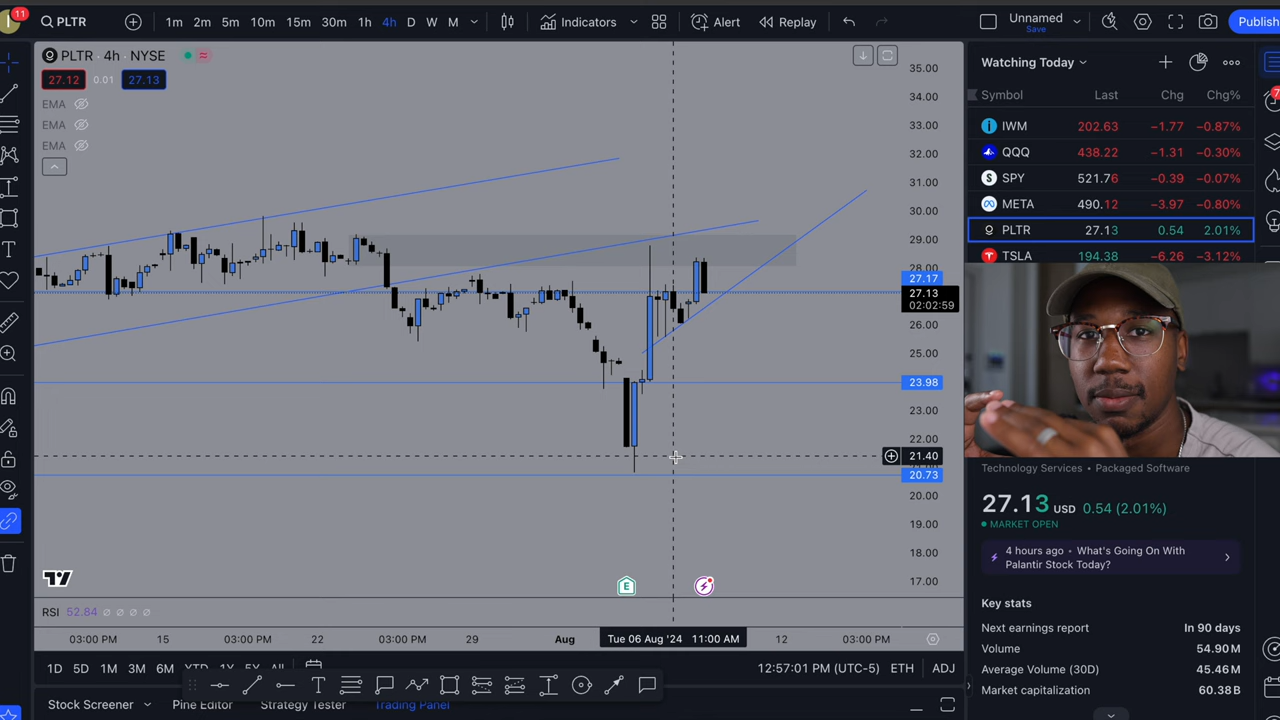 11
PLTR
1m 2m 5m 10m 15m 30m 1h 4h D W M
Indicators
Alert
Replay
Unnamed
Save
Publish
PLTR · 4h · NYSE
27.12 0.01 27.13
EMA
EMA
EMA
35.00
34.00
33.00
32.00
31.00
30.00
29.00
28.00
27.17
27.13
02:02:59
26.00
25.00
23.98
23.00
22.00
21.40
20.73
20.00
19.00
18.00
17.00
E
RSI 52.84
03:00 PM 15 03:00 PM 22 03:00 PM 29 Aug Tue 06 Aug '24 11:00 AM 12 03:00 PM
1D 5D 1M 3M 6M YTD 1Y 5Y All
12:57:01 PM (UTC-5) ETH ADJ
Stock Screener Pine Editor Strategy Tester Trading Panel
Watching Today
Symbol Last Chg Chg%
IWM 202.63 −1.77 −0.87%
QQQ 438.22 −1.31 −0.30%
SPY 521.76 −0.39 −0.07%
META 490.12 −3.97 −0.80%
PLTR 27.13 0.54 2.01%
TSLA 194.38 −6.26 −3.12%
Technology Services • Packaged Software
27.13 USD 0.54 (2.01%)
MARKET OPEN
4 hours ago • What's Going On With
Palantir Stock Today?
Key stats
Next earnings report In 90 days
Volume 54.90M
Average Volume (30D) 45.46M
Market capitalization 60.38B